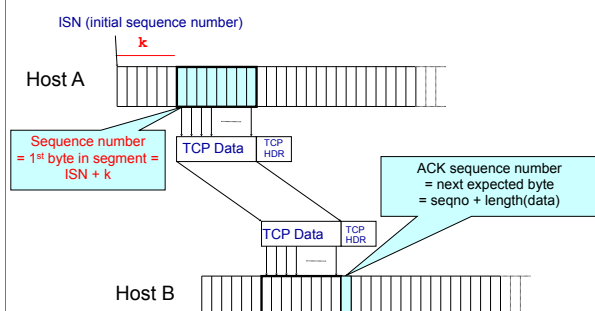 ISN (initial sequence number)
k
Host A
Sequence number
= 1st byte in segment =
ISN + k
TCP Data
TCP
HDR
ACK sequence number
= next expected byte
= seqno + length(data)
TCP Data
TCP
HDR
Host B